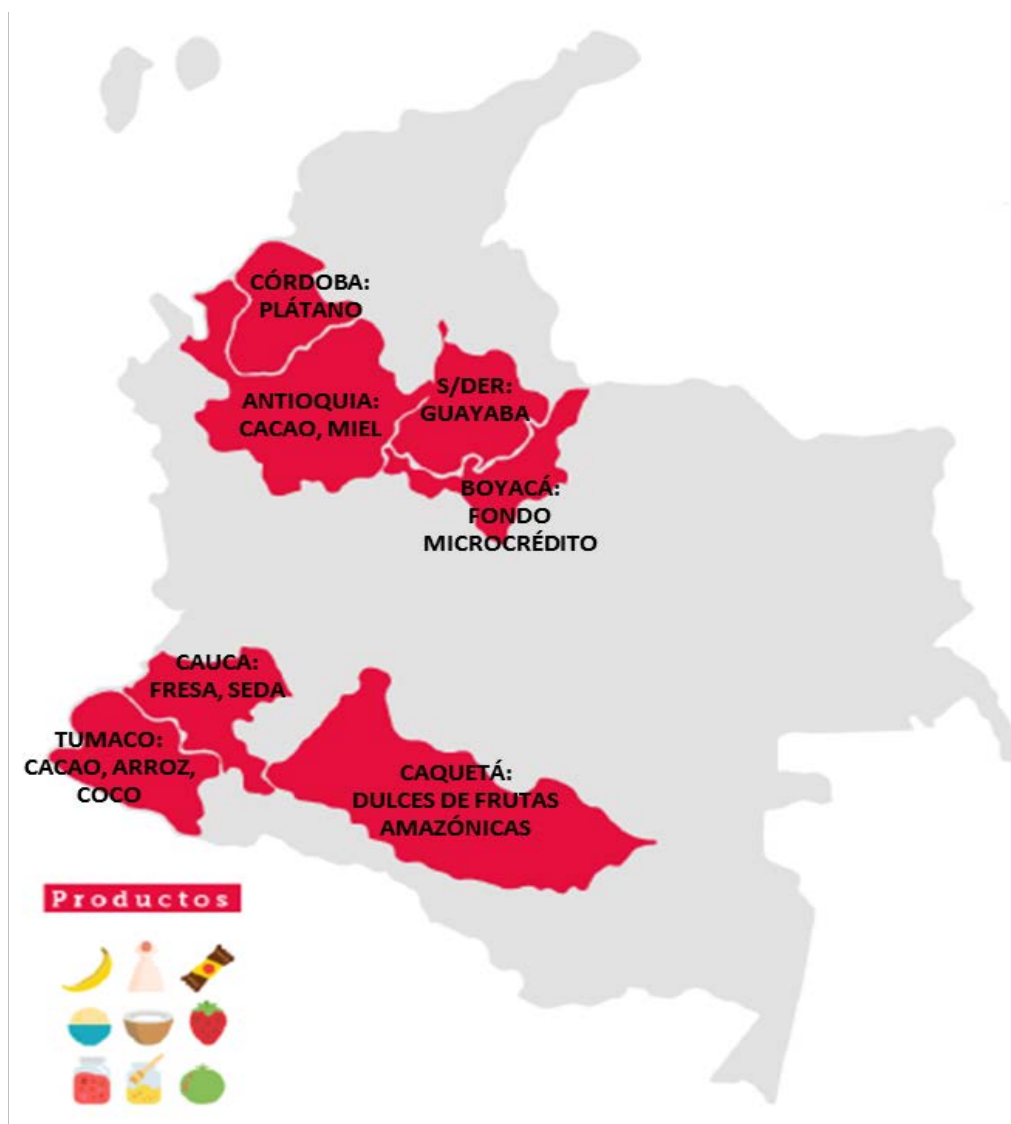 CÓRDOBA:
PLÁTANO
ANTIOQUIA:
CACAO, MIEL
S/DER:
GUAYABA
BOYACÁ:
FONDO
MICROCRÉDITO
CAUCA:
FRESA, SEDA
TUMACO:
CACAO, ARROZ,
COCO
CAQUETÁ:
DULCES DE FRUTAS
AMAZÓNICAS
Productos